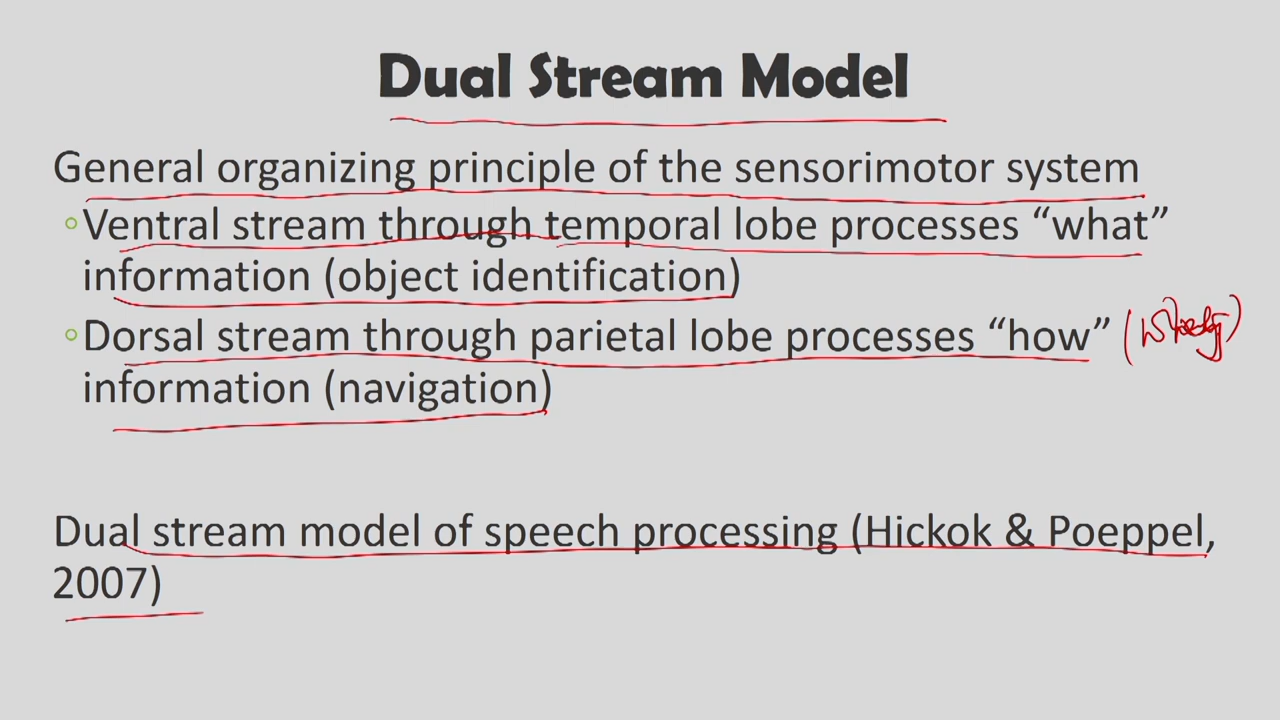 Dual Stream Model
General organizing principle of the sensorimotor system
Ventral stream through temporal lobe processes “what”
information (object identification)
Dorsal stream through parietal lobe processes “how”
information (navigation)
Dual stream model of speech processing (Hickok & Poeppel,
2007)